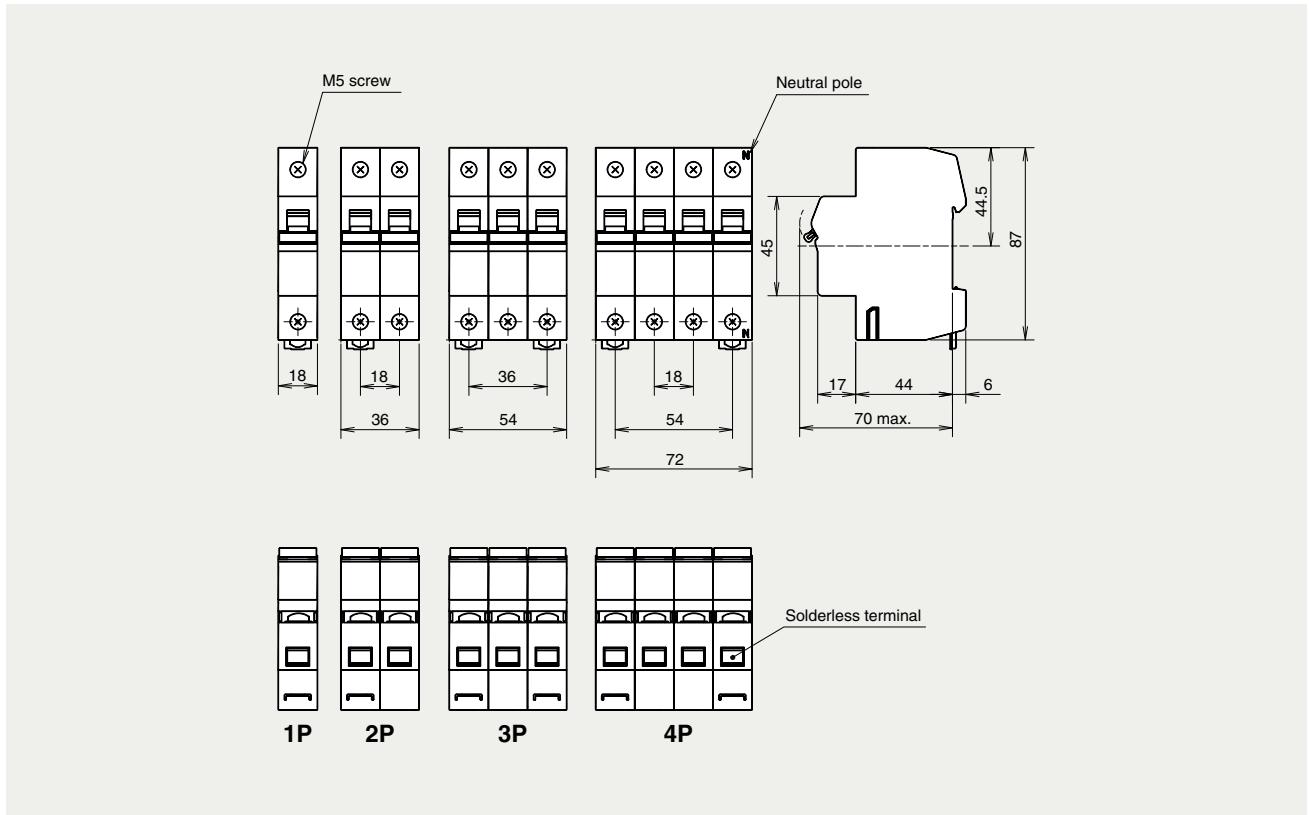 M5 screw
Neutral pole
N
44.5
45
87
N
18
18
36
18
17
44
6
36
54
54
70 max.
72
Solderless terminal
1P
2P
3P
4P